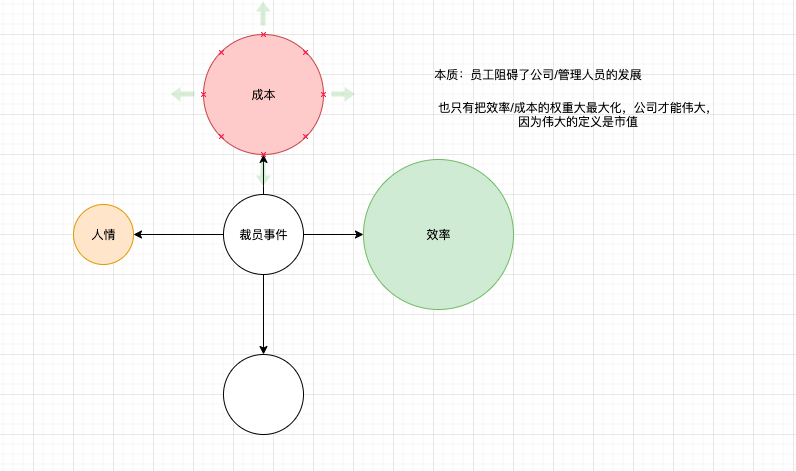 成本
本质：员工阻碍了公司/管理人员的发展
也只有把效率/成本的权重大最大化，公司才能伟大，
因为伟大的定义是市值
人情
裁员事件
效率